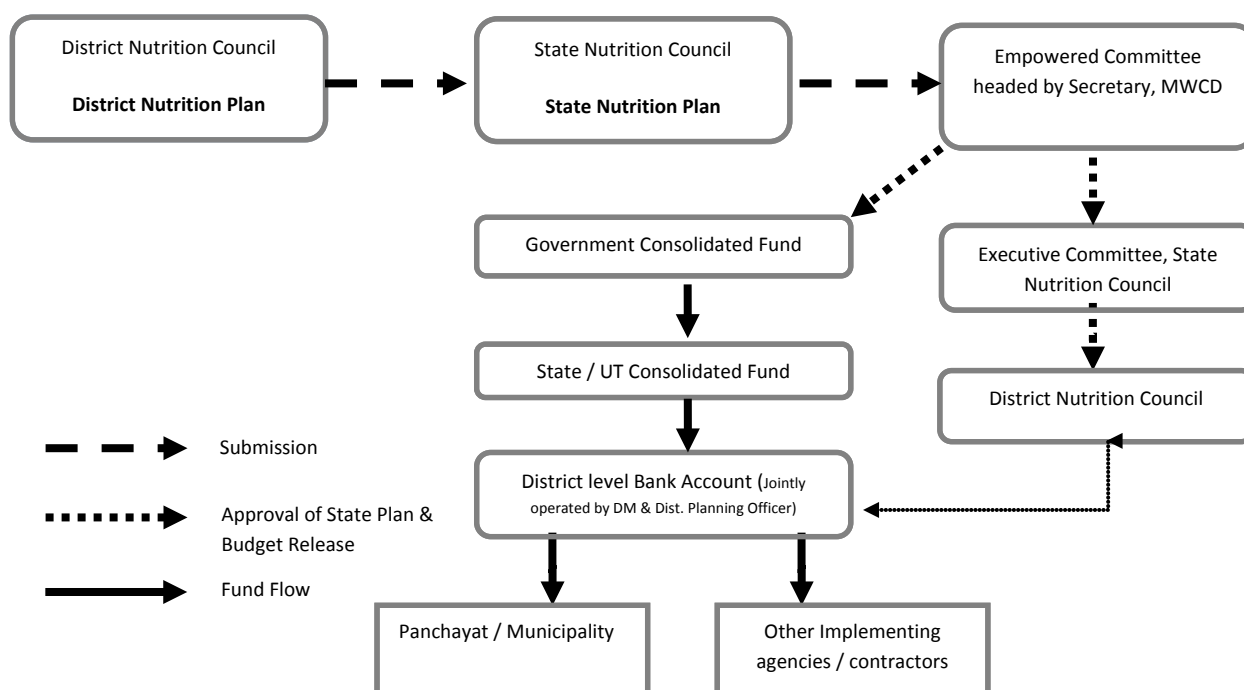 District Nutrition Council
District Nutrition Plan
State Nutrition Council
State Nutrition Plan
Empowered Committee
headed by Secretary, MWCD
Government Consolidated Fund
Executive Committee, State
Nutrition Council
State / UT Consolidated Fund
District Nutrition Council
Submission
District level Bank Account (Jointly
operated by DM & Dist. Planning Officer)
Approval of State Plan &
Budget Release
Fund Flow
Panchayat / Municipality
Other Implementing
agencies / contractors